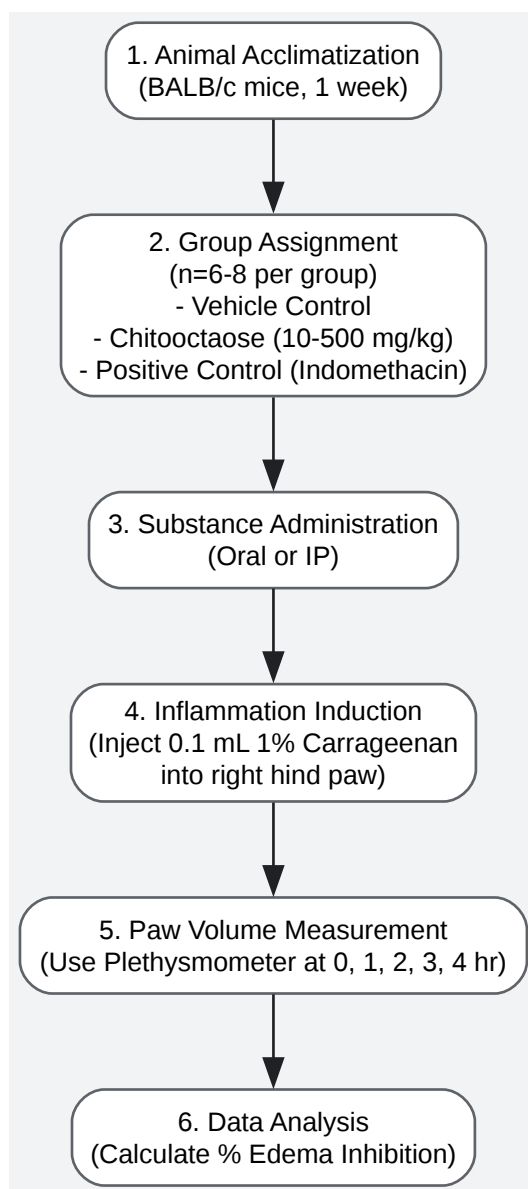 1. Animal Acclimatization
(BALB/c mice, 1 week)
2. Group Assignment
(n=6-8 per group)
- Vehicle Control
- Chitooctaose (10-500 mg/kg)
- Positive Control (Indomethacin)
3. Substance Administration
(Oral or IP)
4. Inflammation Induction
(Inject 0.1 mL 1% Carrageenan
into right hind paw)
5. Paw Volume Measurement
(Use Plethysmometer at 0, 1, 2, 3, 4 hr)
6. Data Analysis
(Calculate % Edema Inhibition)